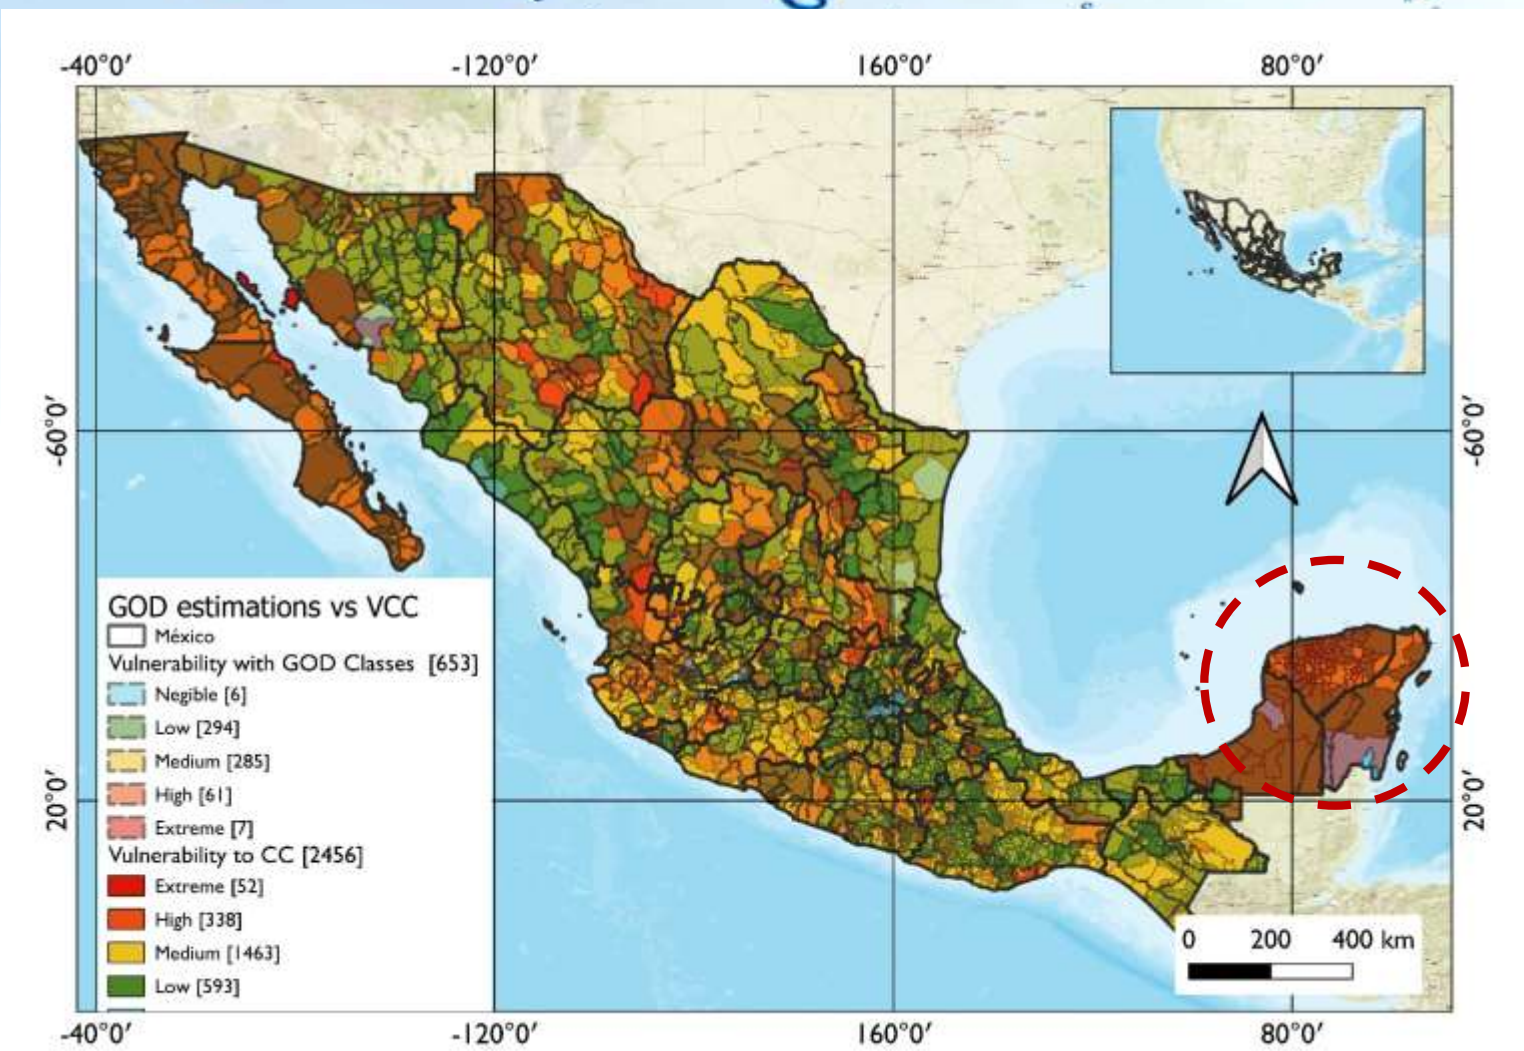 -40°0′ -120°0′ 160°0′ 80°0′
-60°0′
-60°0′
20°0′
20°0′
GOD estimations vs VCC
México
Vulnerability with GOD Classes [653]
Negible [6]
Low [294]
Medium [285]
High [61]
Extreme [7]
Vulnerability to CC [2456]
Extreme [52]
High [338]
Medium [1463]
Low [593]
0 200 400 km
-40°0′ -120°0′ 160°0′ 80°0′